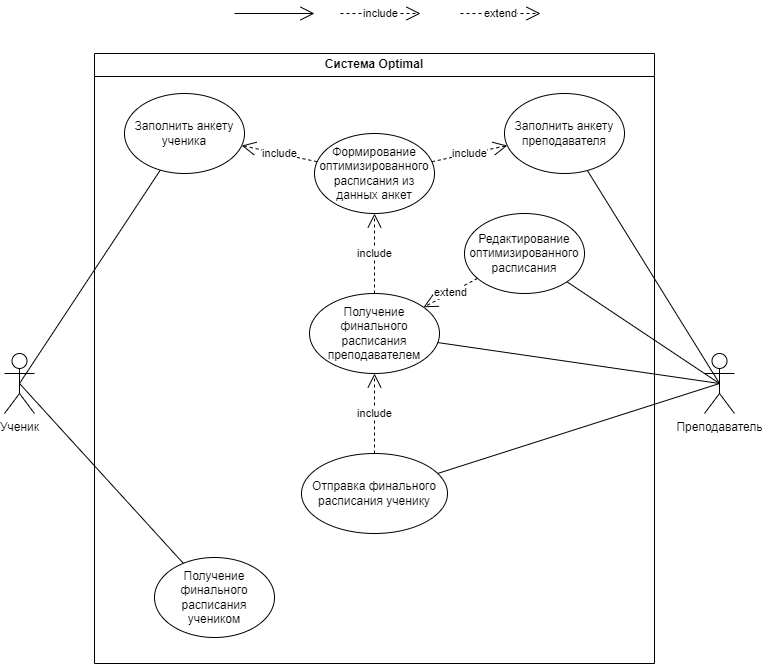 include
extend
Система Optimal
Заполнить анкету
ученика
Заполнить анкету
преподавателя
include
Формирование
оптимизированного
расписания из
данных анкет
include
Редактирование
оптимизированного
расписания
include
extend
Получение
финального
расписания
преподавателем
Ученик
Преподаватель
include
Отправка финального
расписания ученику
Получение
финального
расписания
учеником